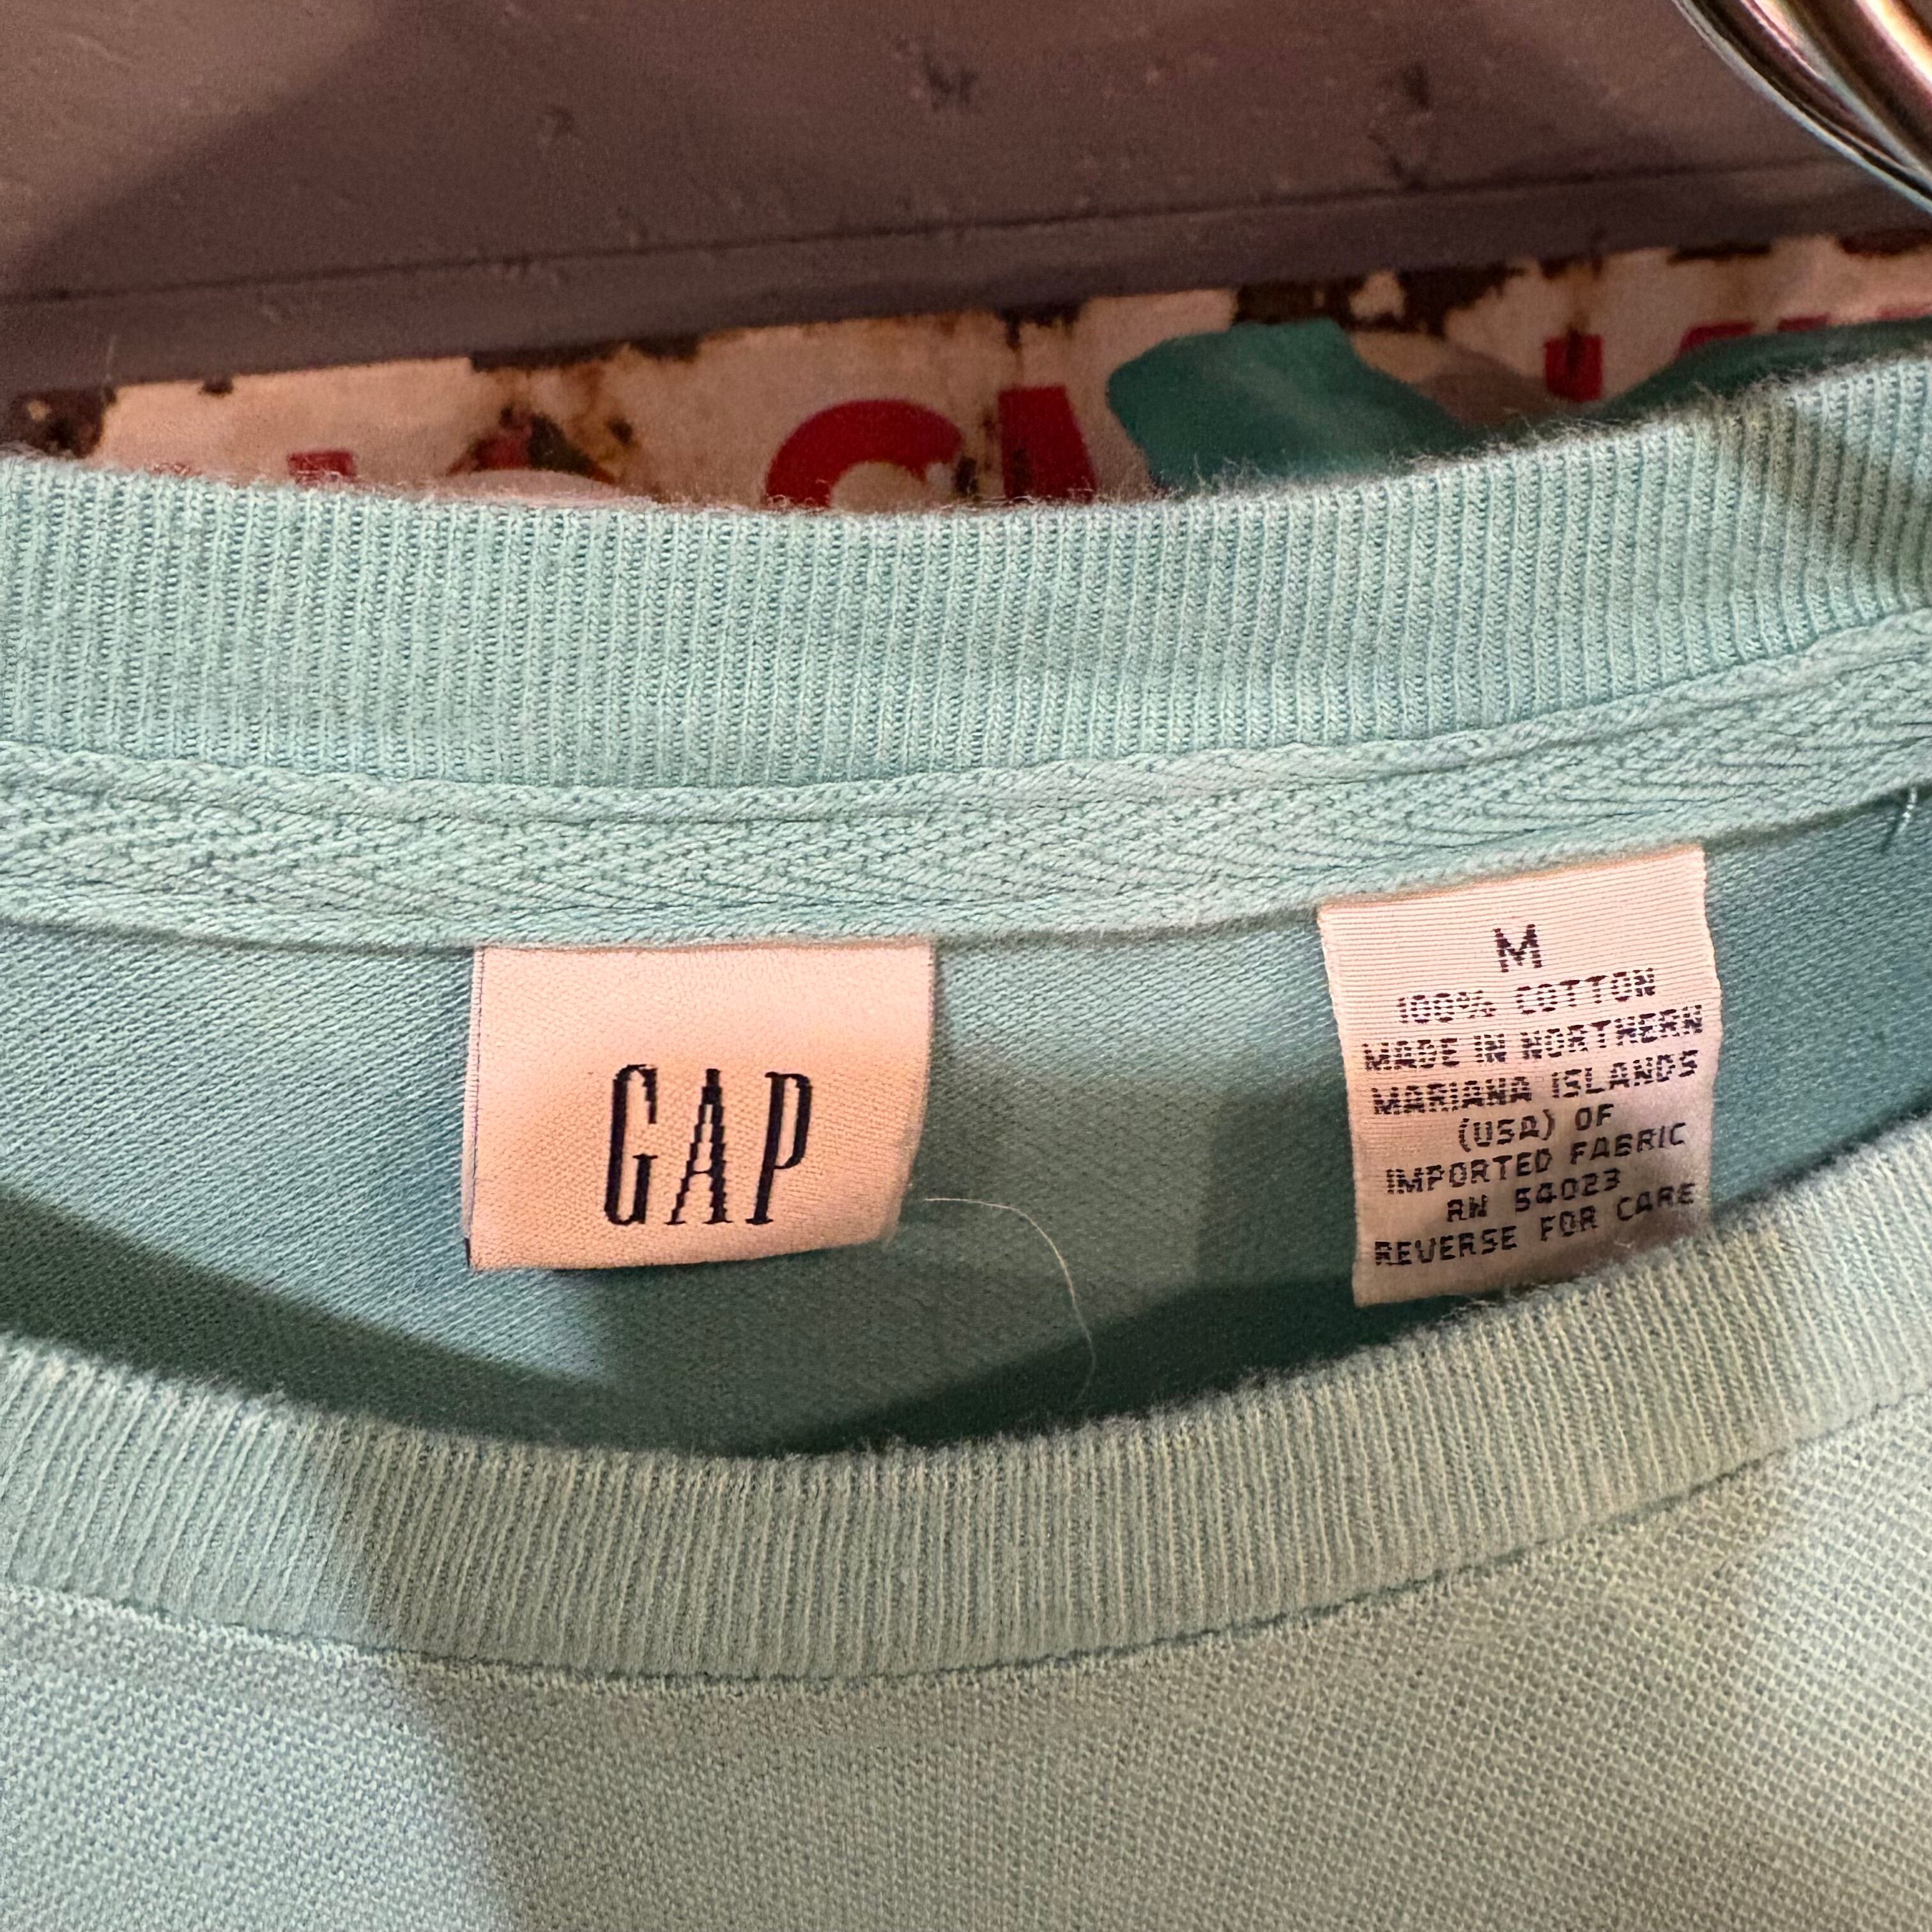 GAP
M
100% COTTON
MADE IN NORTHERN
MARIANA ISLANDS
(USA) OF
IMPORTED FABRIC
RN 54023
REVERSE FOR CARE